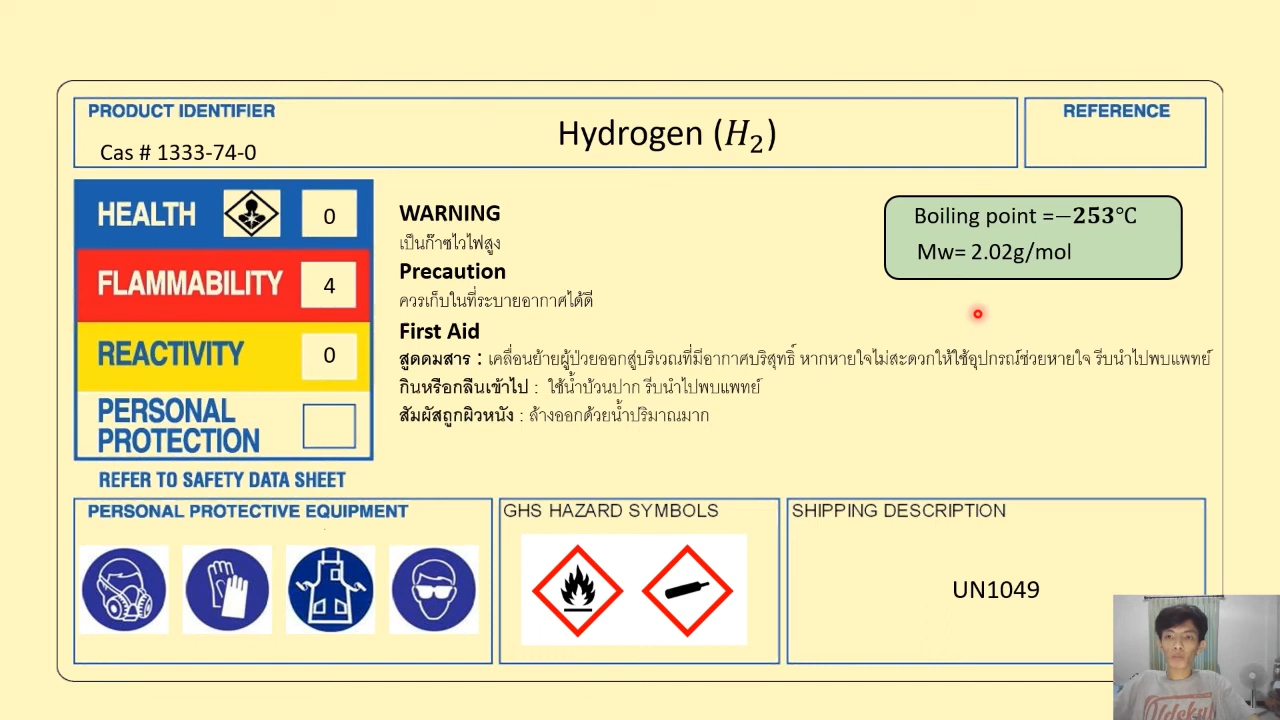 PRODUCT IDENTIFIER
Cas # 1333-74-0
Hydrogen (H₂)
REFERENCE
HEALTH
0
FLAMMABILITY
4
REACTIVITY
0
PERSONAL
PROTECTION
REFER TO SAFETY DATA SHEET
WARNING
เป็นก๊าซไวไฟสูง
Precaution
ควรเก็บในที่ระบายอากาศได้ดี
First Aid
สูดดมสาร : เคลื่อนย้ายผู้ป่วยออกสู่บริเวณที่มีอากาศบริสุทธิ์ หากหายใจไม่สะดวกให้ใช้อุปกรณ์ช่วยหายใจ รีบนำไปพบแพทย์
กินหรือกลืนเข้าไป : ใช้น้ำบ้วนปาก รีบนำไปพบแพทย์
สัมผัสถูกผิวหนัง : ล้างออกด้วยน้ำปริมาณมาก
Boiling point =−253℃
Mw= 2.02g/mol
PERSONAL PROTECTIVE EQUIPMENT
GHS HAZARD SYMBOLS
SHIPPING DESCRIPTION
UN1049